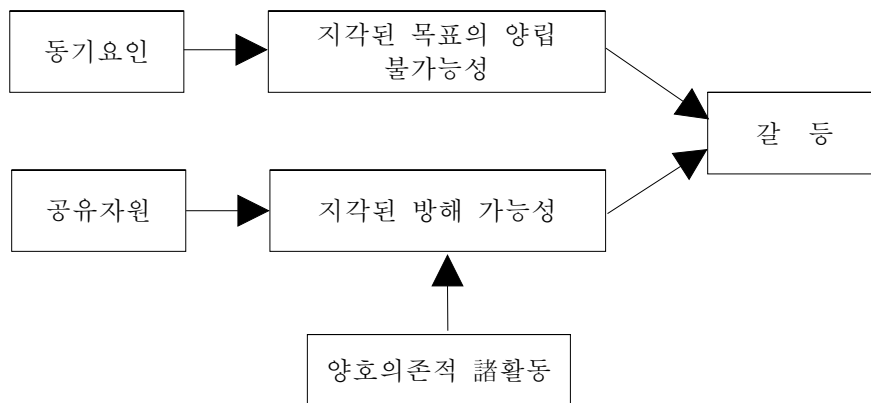 동기요인
지각된 목표의 양립
불가능성
갈 등
공유자원
지각된 방해 가능성
양호의존적 諸활동